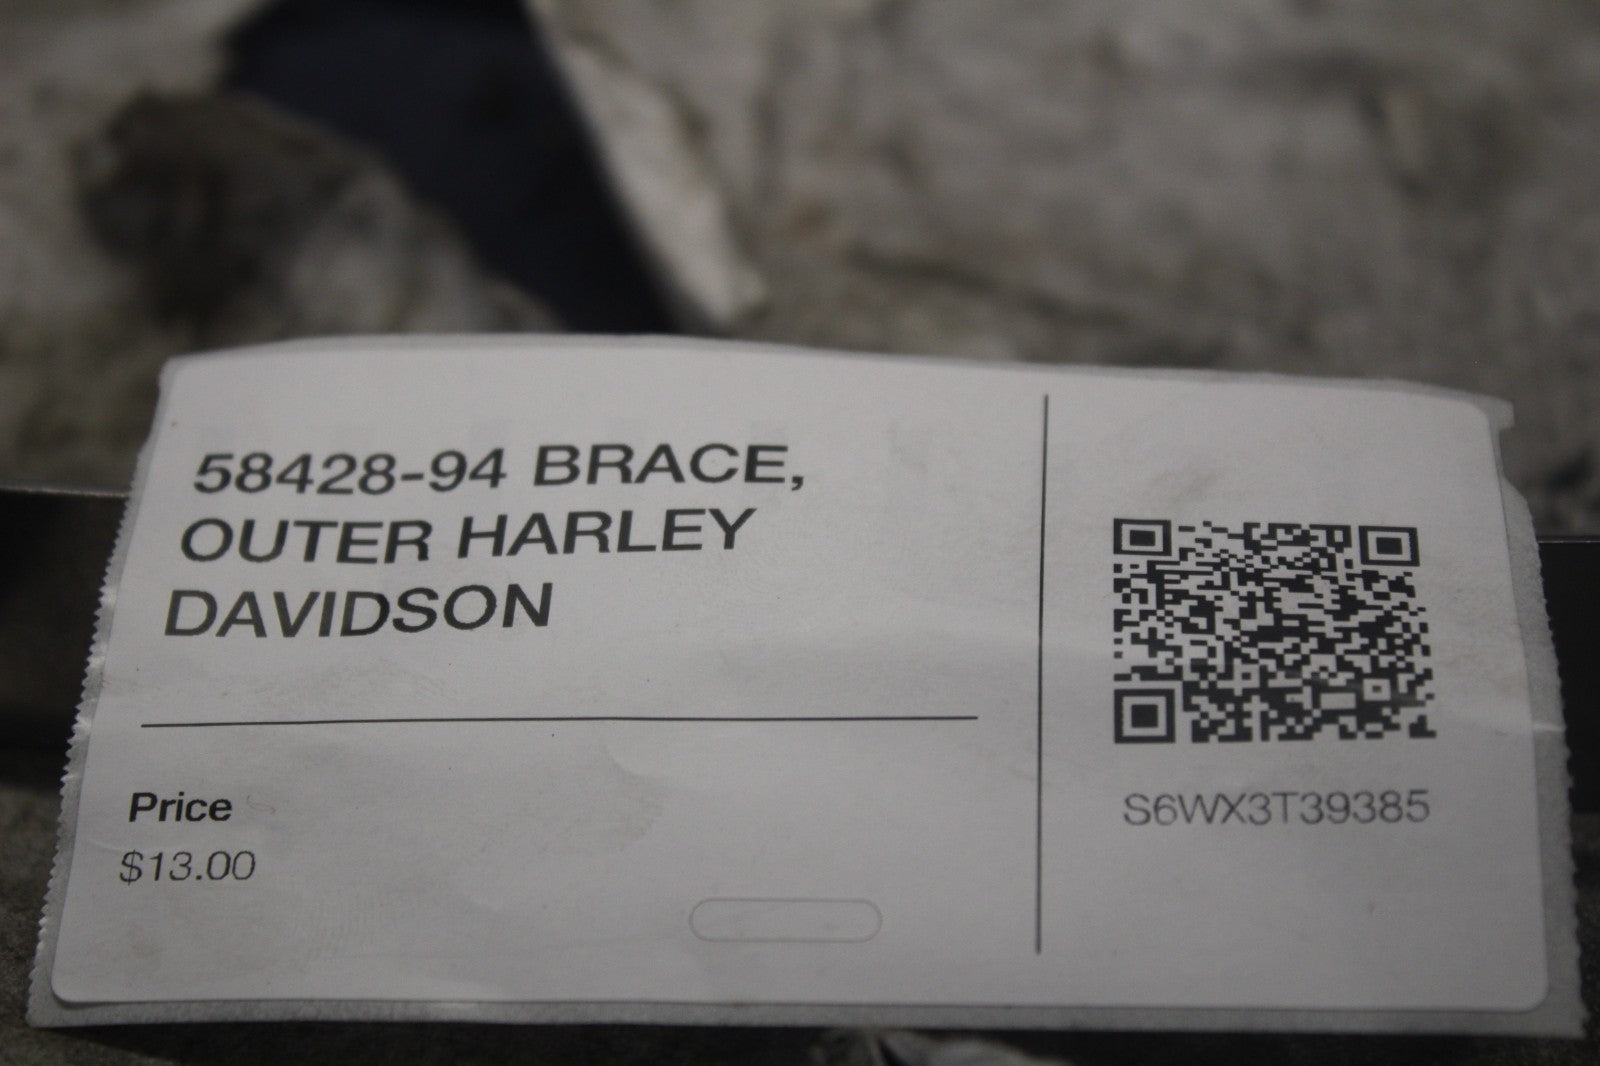 58428-94 BRACE,
OUTER HARLEY
DAVIDSON
Price
$13.00
S6WX3T39385